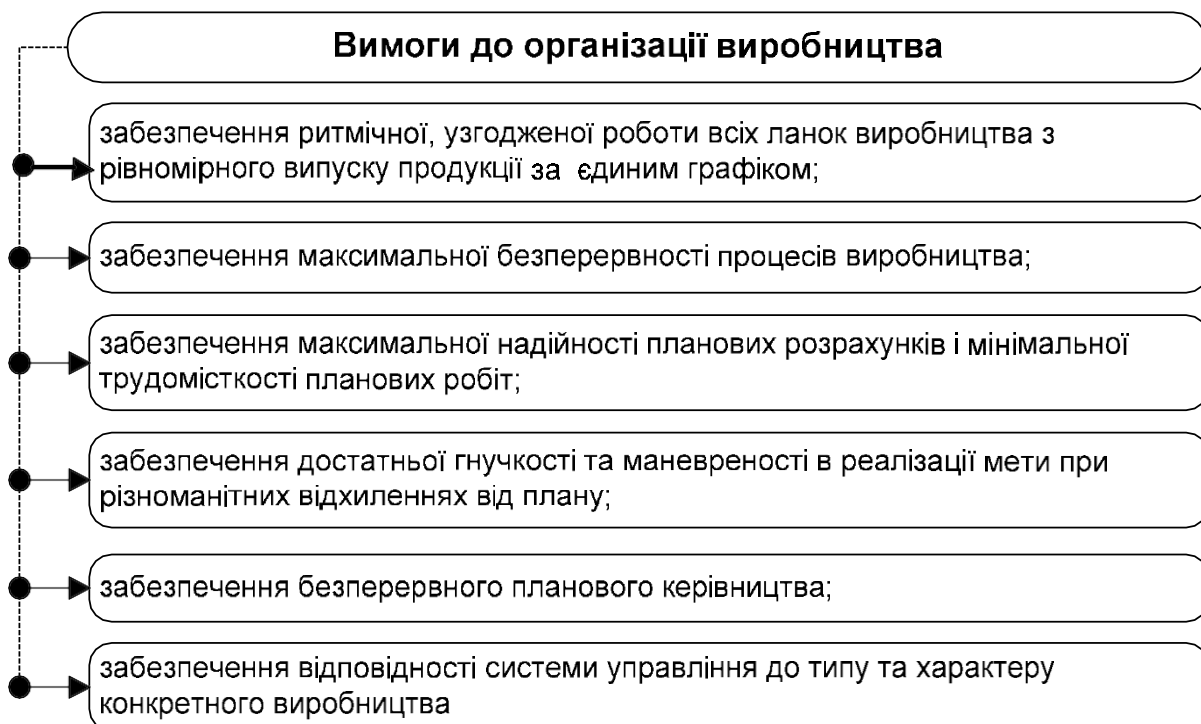 Вимоги до організації виробництва
забезпечення ритмічної, узгодженої роботи всіх ланок виробництва з
рівномірного випуску продукції за єдиним графіком;
забезпечення максимальної безперервності процесів виробництва;
забезпечення максимальної надійності планових розрахунків і мінімальної
трудомісткості планових робіт;
забезпечення достатньої гнучкості та маневреності в реалізації мети при
різноманітних відхиленнях від плану;
забезпечення безперервного планового керівництва;
забезпечення відповідності системи управління до типу та характеру
конкретного виробництва